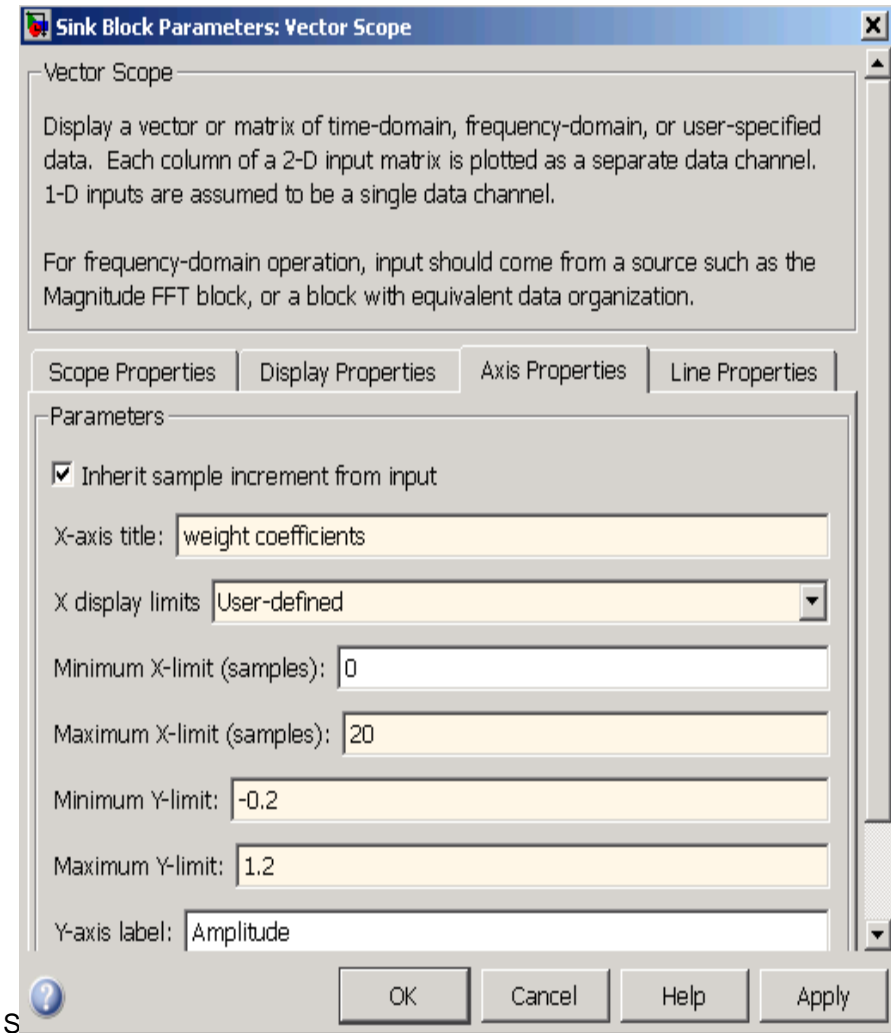 Sink Block Parameters: Vector Scope
Vector Scope
Display a vector or matrix of time-domain, frequency-domain, or user-specified
data. Each column of a 2-D input matrix is plotted as a separate data channel.
1-D inputs are assumed to be a single data channel.
For frequency-domain operation, input should come from a source such as the
Magnitude FFT block, or a block with equivalent data organization.
Scope Properties Display Properties Axis Properties Line Properties
Parameters
Inherit sample increment from input
X-axis title: weight coefficients
X display limits User-defined
Minimum X-limit (samples): 0
Maximum X-limit (samples): 20
Minimum Y-limit: -0.2
Maximum Y-limit: 1.2
Y-axis label: Amplitude
? OK Cancel Help Apply
S